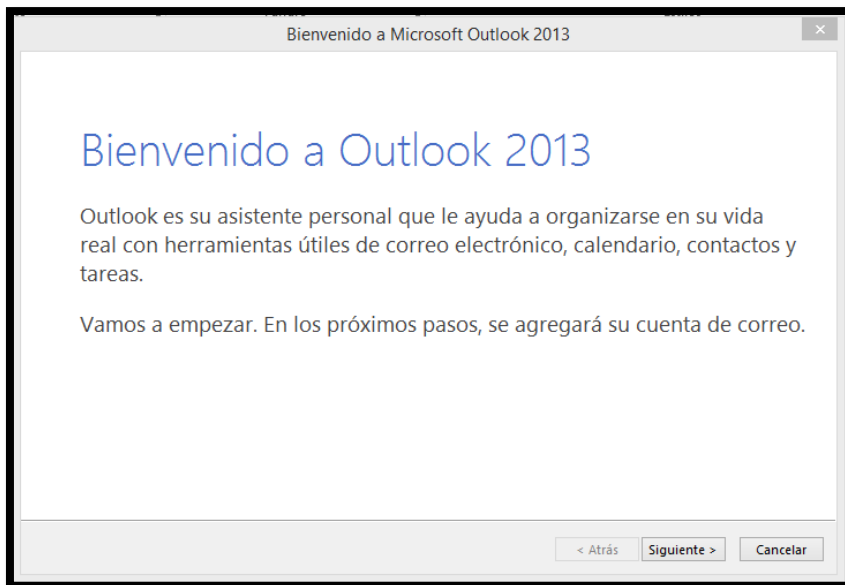 Bienvenido a Microsoft Outlook 2013
Bienvenido a Outlook 2013
Outlook es su asistente personal que le ayuda a organizarse en su vida
real con herramientas útiles de correo electrónico, calendario, contactos y
tareas.
Vamos a empezar. En los próximos pasos, se agregará su cuenta de correo.
< Atrás Siguiente > Cancelar